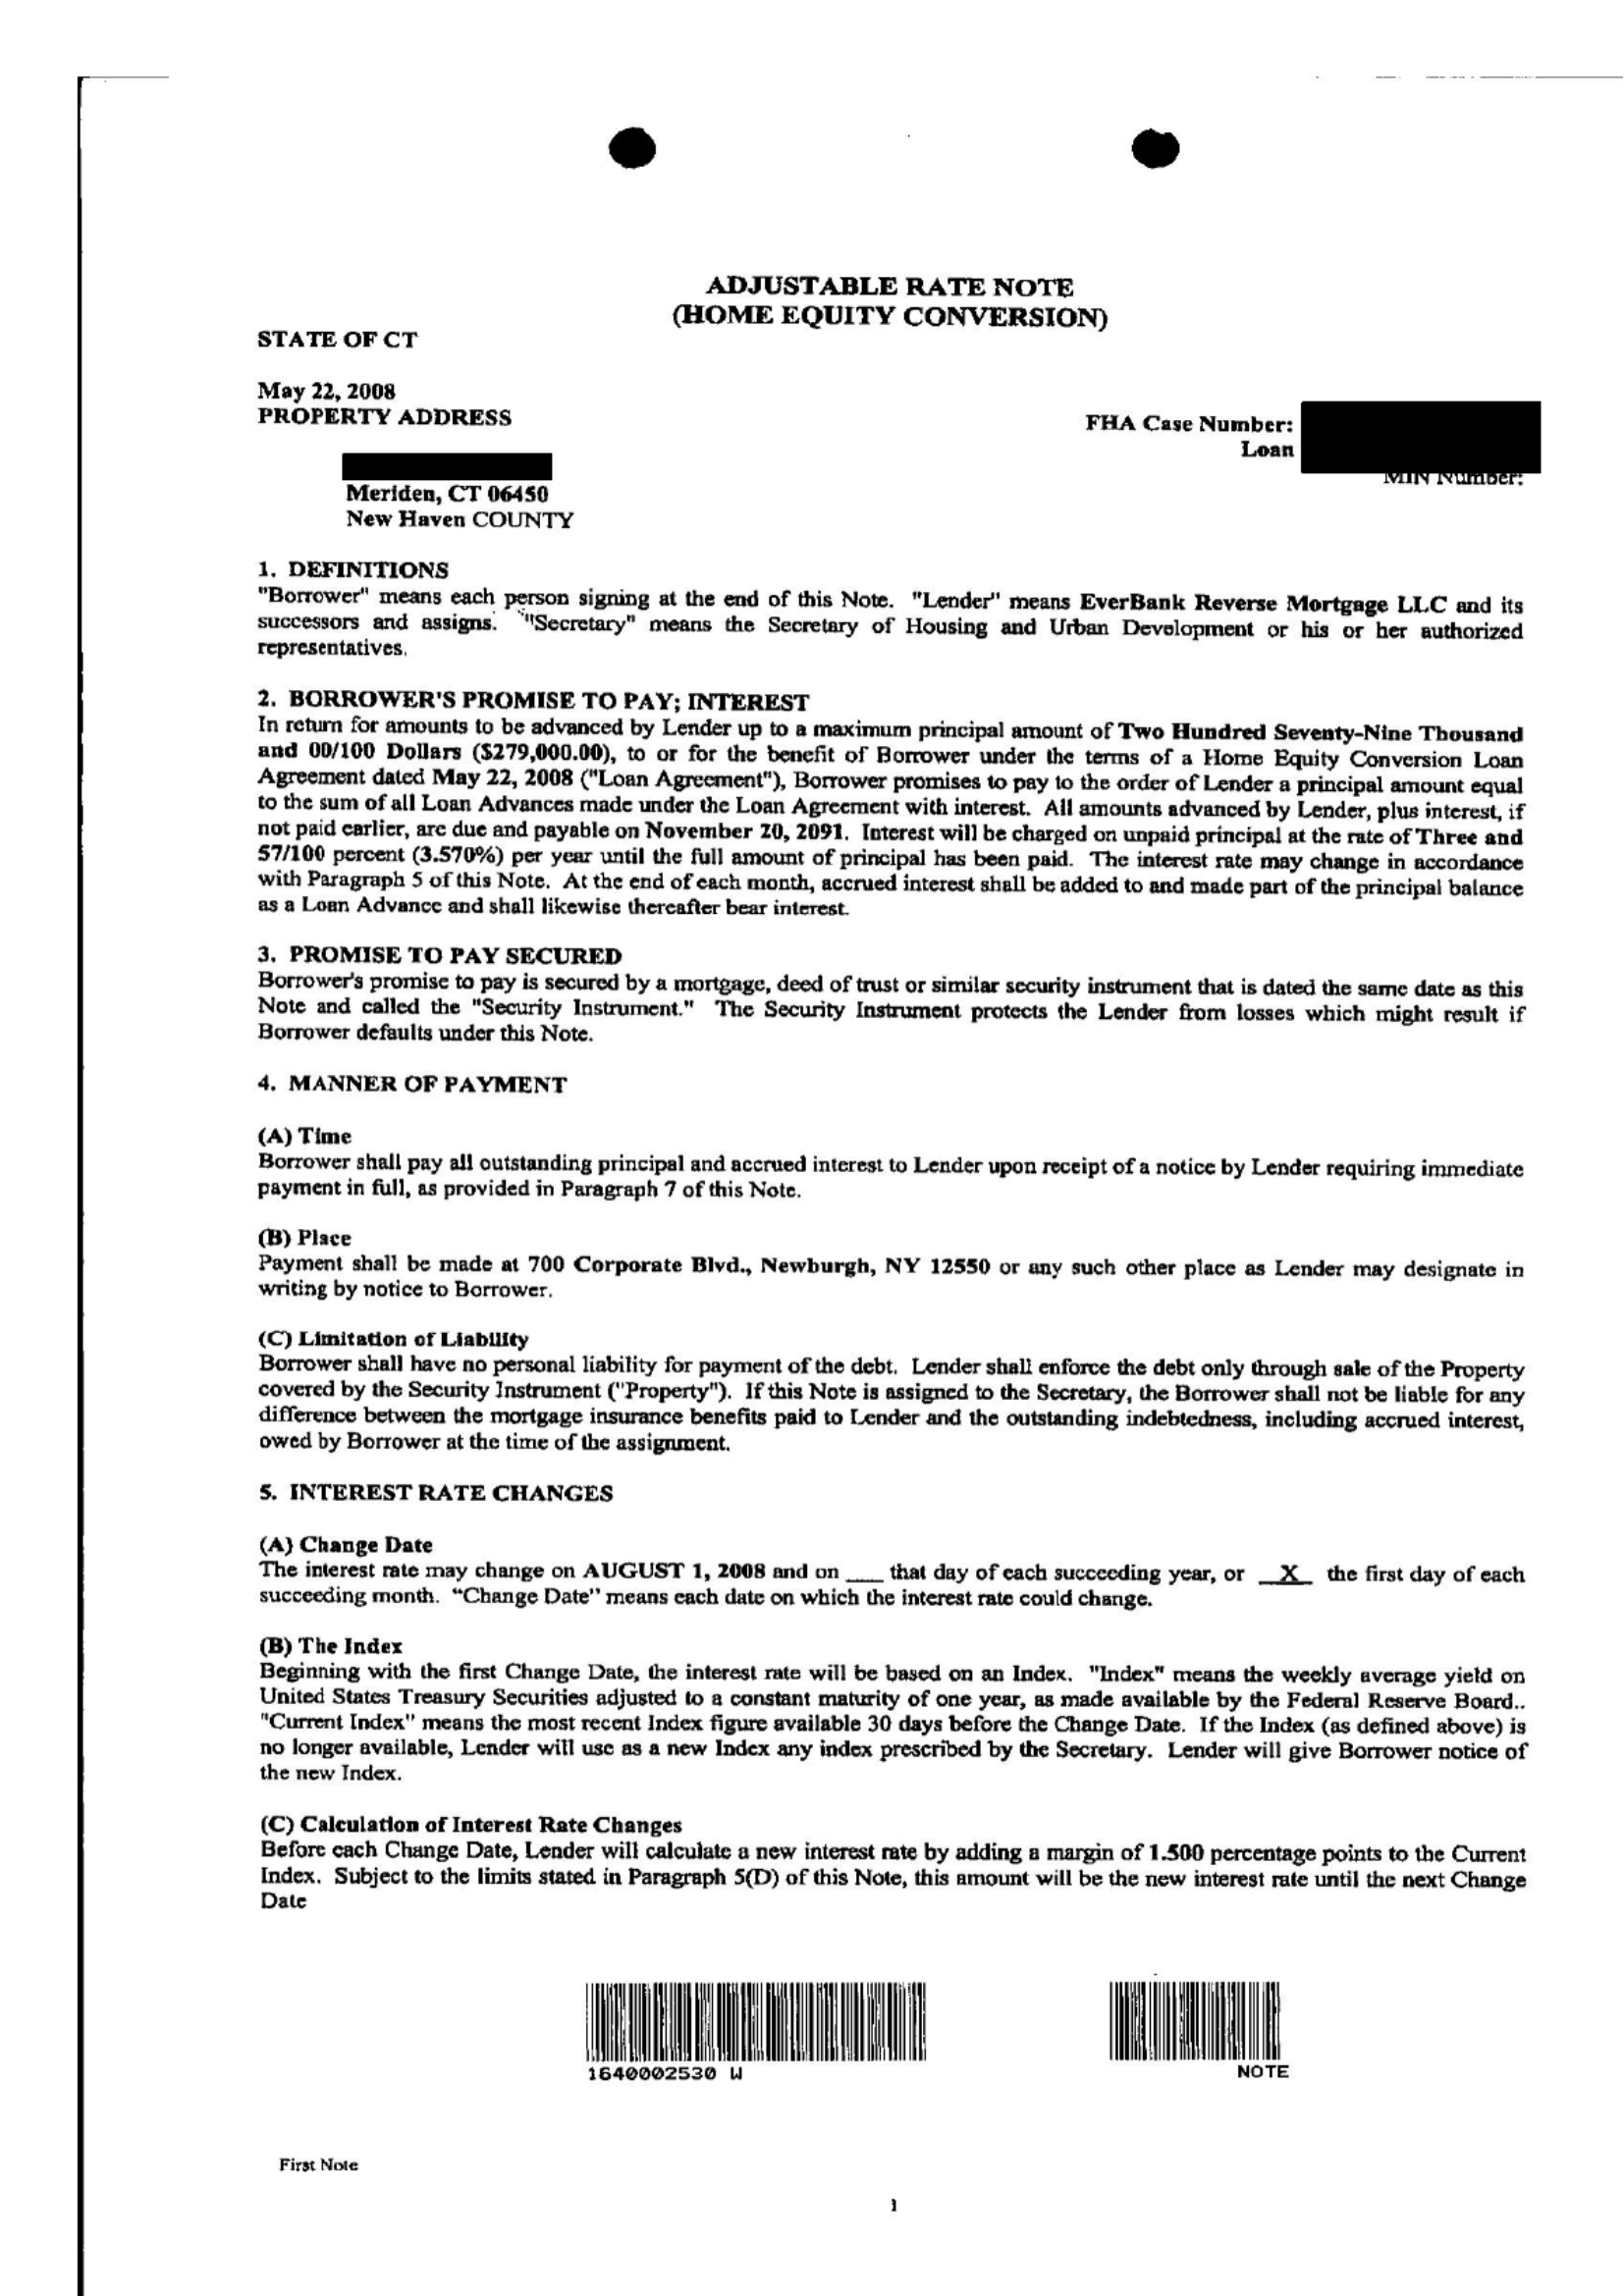 ADJUSTABLE RATE NOTE
(HOME EQUITY CONVERSION)
STATE OF CT
May 22, 2008
PROPERTY ADDRESS
FHA Case Number:
Loan
MIN Number:
Meriden, CT 06450
New Haven COUNTY
1. DEFINITIONS
"Borrower" means each person signing at the end of this Note. "Lender" means EverBank Reverse Mortgage LLC and its
successors and assigns. "Secretary" means the Secretary of Housing and Urban Development or his or her authorized
representatives.
2. BORROWER'S PROMISE TO PAY; INTEREST
In return for amounts to be advanced by Lender up to a maximum principal amount of Two Hundred Seventy-Nine Thousand
and 00/100 Dollars ($279,000.00), to or for the benefit of Borrower under the terms of a Home Equity Conversion Loan
Agreement dated May 22, 2008 ("Loan Agreement"), Borrower promises to pay to the order of Lender a principal amount equal
to the sum of all Loan Advances made under the Loan Agreement with interest. All amounts advanced by Lender, plus interest, if
not paid earlier, are due and payable on November 20, 2091. Interest will be charged on unpaid principal at the rate of Three and
57/100 percent (3.570%) per year until the full amount of principal has been paid. The interest rate may change in accordance
with Paragraph 5 of this Note. At the end of each month, accrued interest shall be added to and made part of the principal balance
as a Loan Advance and shall likewise thereafter bear interest.
3. PROMISE TO PAY SECURED
Borrower's promise to pay is secured by a mortgage, deed of trust or similar security instrument that is dated the same date as this
Note and called the "Security Instrument." The Security Instrument protects the Lender from losses which might result if
Borrower defaults under this Note.
4. MANNER OF PAYMENT
(A) Time
Borrower shall pay all outstanding principal and accrued interest to Lender upon receipt of a notice by Lender requiring immediate
payment in full, as provided in Paragraph 7 of this Note.
(B) Place
Payment shall be made at 700 Corporate Blvd., Newburgh, NY 12550 or any such other place as Lender may designate in
writing by notice to Borrower.
(C) Limitation of Liability
Borrower shall have no personal liability for payment of the debt. Lender shall enforce the debt only through sale of the Property
covered by the Security Instrument ("Property"). If this Note is assigned to the Secretary, the Borrower shall not be liable for any
difference between the mortgage insurance benefits paid to Lender and the outstanding indebtedness, including accrued interest,
owed by Borrower at the time of the assignment.
5. INTEREST RATE CHANGES
(A) Change Date
The interest rate may change on AUGUST 1, 2008 and on ___ that day of each succeeding year, or _X_ the first day of each
succeeding month. "Change Date" means each date on which the interest rate could change.
(B) The Index
Beginning with the first Change Date, the interest rate will be based on an Index. "Index" means the weekly average yield on
United States Treasury Securities adjusted to a constant maturity of one year, as made available by the Federal Reserve Board..
"Current Index" means the most recent Index figure available 30 days before the Change Date. If the Index (as defined above) is
no longer available, Lender will use as a new Index any index prescribed by the Secretary. Lender will give Borrower notice of
the new Index.
(C) Calculation of Interest Rate Changes
Before each Change Date, Lender will calculate a new interest rate by adding a margin of 1.500 percentage points to the Current
Index. Subject to the limits stated in Paragraph 5(D) of this Note, this amount will be the new interest rate until the next Change
Date
1640002530 W
NOTE
First Note
1